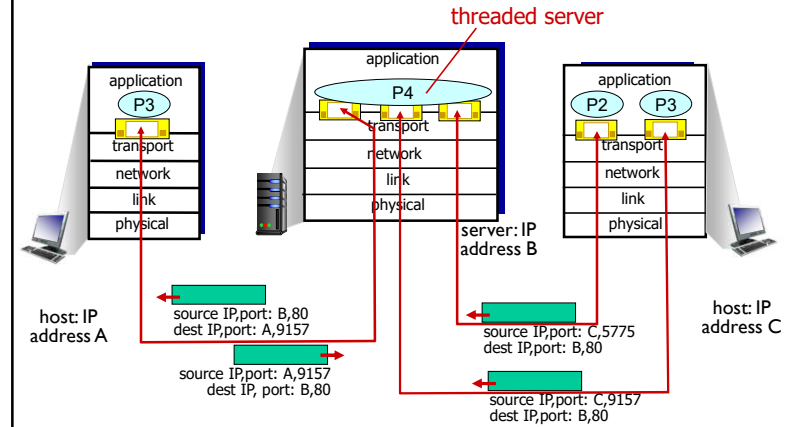 threaded server
application
P3
transport
network
link
physical
application
P4
transport
network
link
physical
application
P2
P3
transport
network
link
physical
server: IP
address B
host: IP
address A
source IP,port: B,80
dest IP,port: A,9157
source IP,port: A,9157
dest IP, port: B,80
source IP,port: C,5775
dest IP,port: B,80
source IP,port: C,9157
dest IP,port: B,80
host: IP
address C